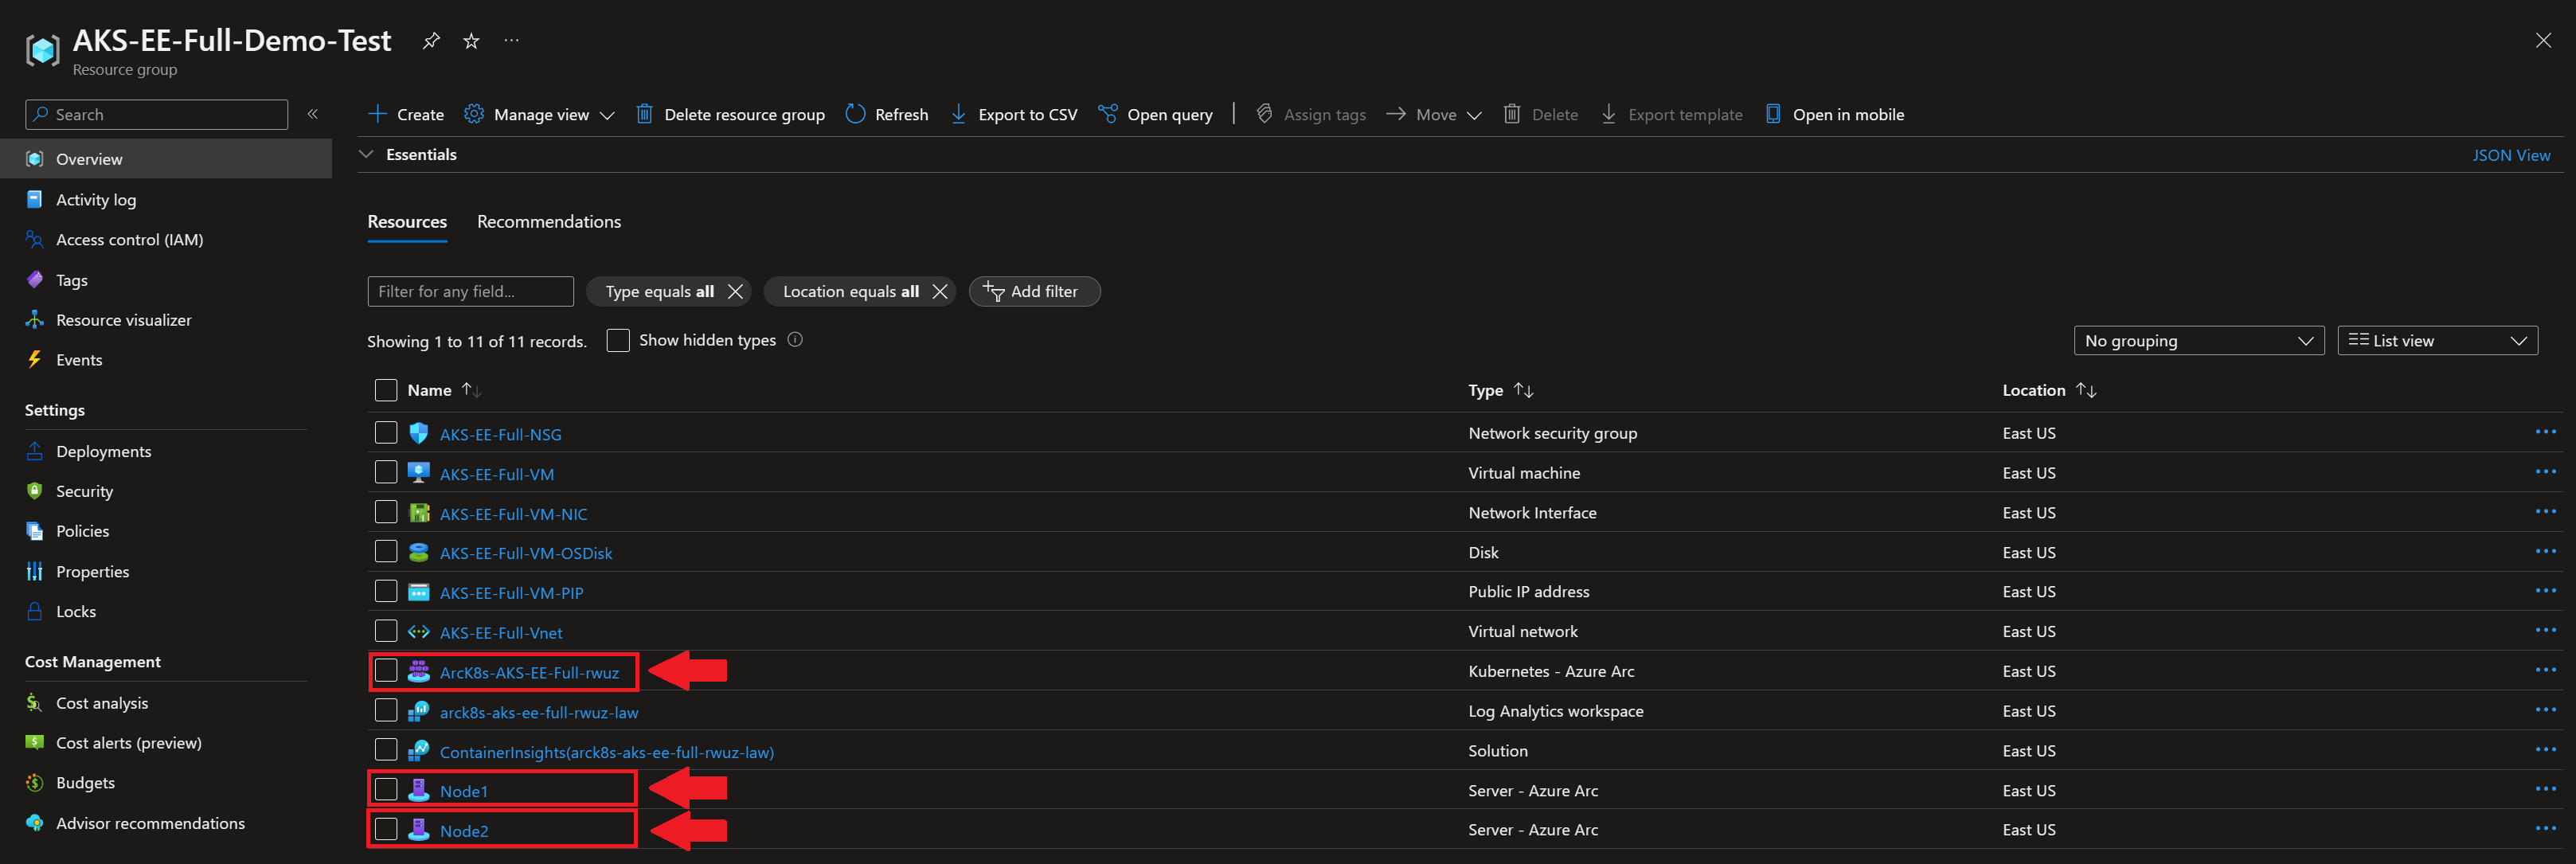 AKS-EE-Full-Demo-Test
Resource group
Search
Create
Manage view
Delete resource group
Refresh
Export to CSV
Open query
Assign tags
Move
Delete
Export template
Open in mobile
Overview
Activity log
Access control (IAM)
Tags
Resource visualizer
Events
Settings
Deployments
Security
Policies
Properties
Locks
Cost Management
Cost analysis
Cost alerts (preview)
Budgets
Advisor recommendations
Essentials
JSON View
Resources Recommendations
Filter for any field...
Type equals all
Location equals all
Add filter
Showing 1 to 11 of 11 records.
Show hidden types
No grouping
List view
Name Type Location
AKS-EE-Full-NSG Network security group East US
AKS-EE-Full-VM Virtual machine East US
AKS-EE-Full-VM-NIC Network Interface East US
AKS-EE-Full-VM-OSDisk Disk East US
AKS-EE-Full-VM-PIP Public IP address East US
AKS-EE-Full-Vnet Virtual network East US
ArcK8s-AKS-EE-Full-rwuz Kubernetes - Azure Arc East US
arck8s-aks-ee-full-rwuz-law Log Analytics workspace East US
ContainerInsights(arck8s-aks-ee-full-rwuz-law) Solution East US
Node1 Server - Azure Arc East US
Node2 Server - Azure Arc East US